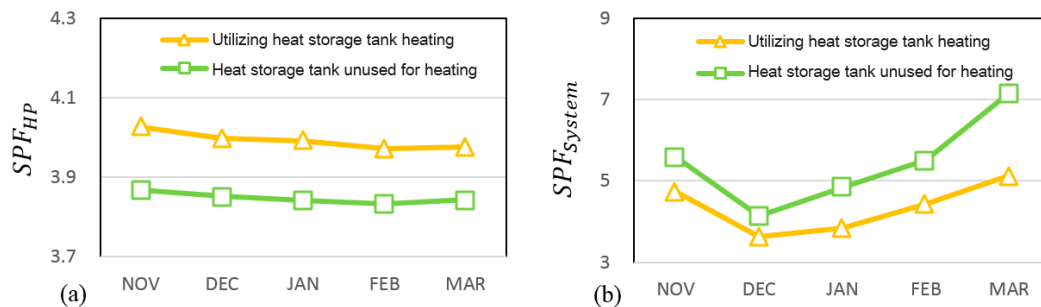 4.3
4.1
3.9
3.7
SPF_HP
Utilizing heat storage tank heating
Heat storage tank unused for heating
NOV DEC JAN FEB MAR
(a)
9
7
5
3
SPF_System
Utilizing heat storage tank heating
Heat storage tank unused for heating
NOV DEC JAN FEB MAR
(b)